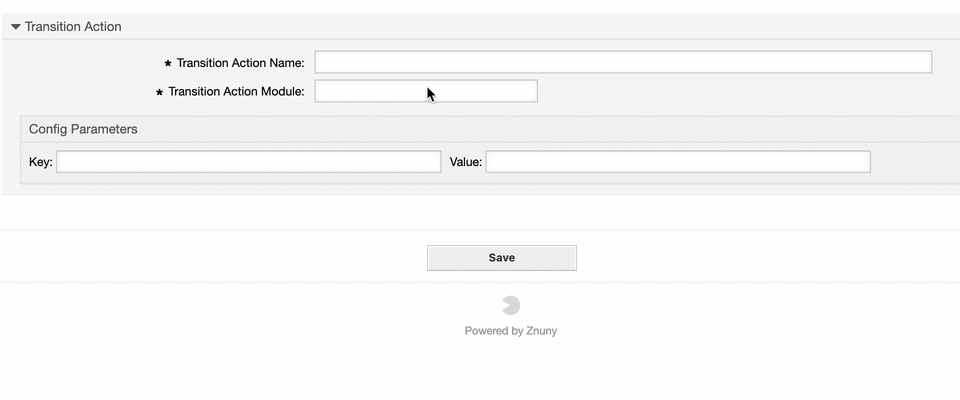 Transition Action
★ Transition Action Name:
★ Transition Action Module:
Config Parameters
Key: Value:
Save
Powered by Znuny